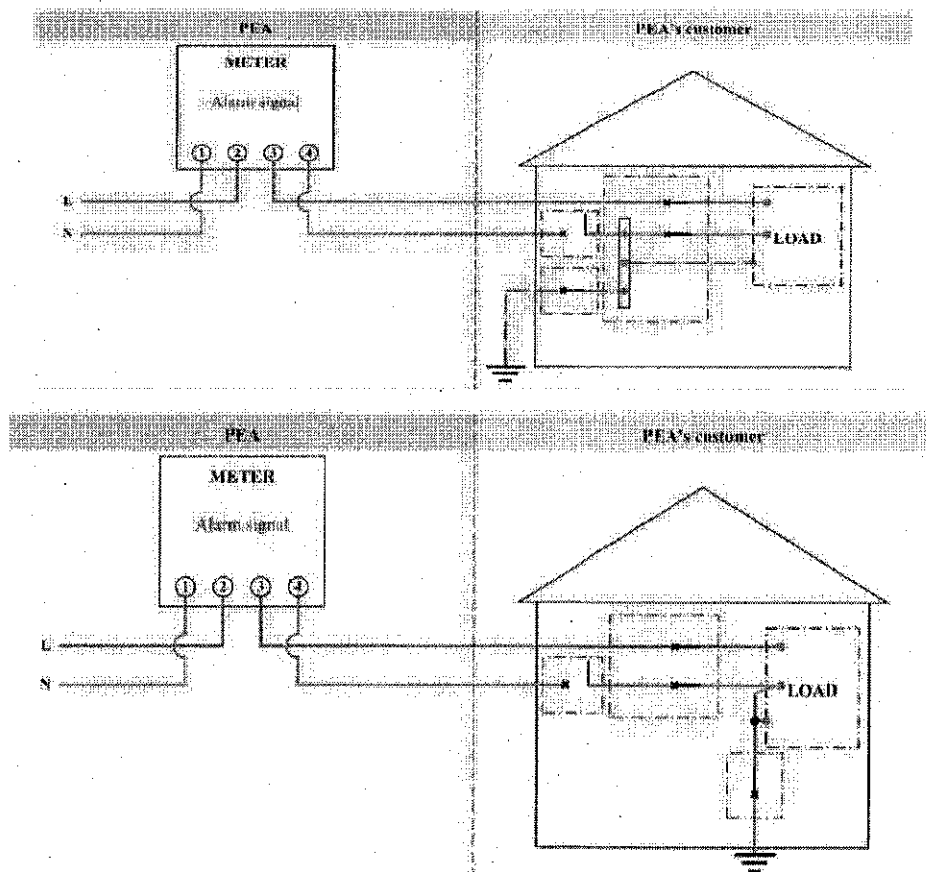 PEA PEA's customer
METER
Alarm signal
1 2 3 4
L
N
LOAD
PEA PEA's customer
METER
Alarm signal
1 2 3 4
L
N
LOAD